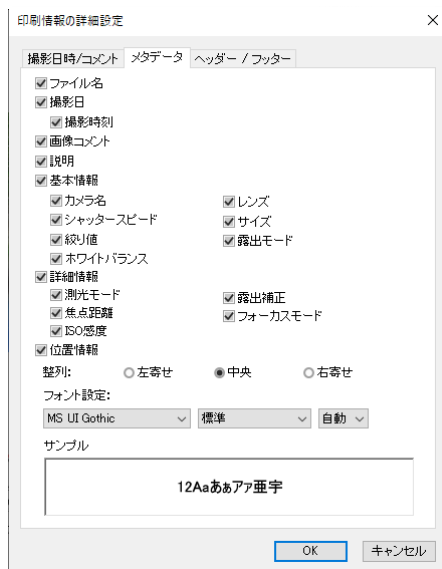 印刷情報の詳細設定
撮影日時/コメント メタデータ ヘッダー / フッター
ファイル名
撮影日
撮影時刻
画像コメント
説明
基本情報
カメラ名 レンズ
シャッタースピード サイズ
絞り値 露出モード
ホワイトバランス
詳細情報
測光モード 露出補正
焦点距離 フォーカスモード
ISO感度
位置情報
整列: 左寄せ 中央 右寄せ
フォント設定:
MS UI Gothic 標準 自動
サンプル
12Aaあぁアァ亜宇
OK キャンセル